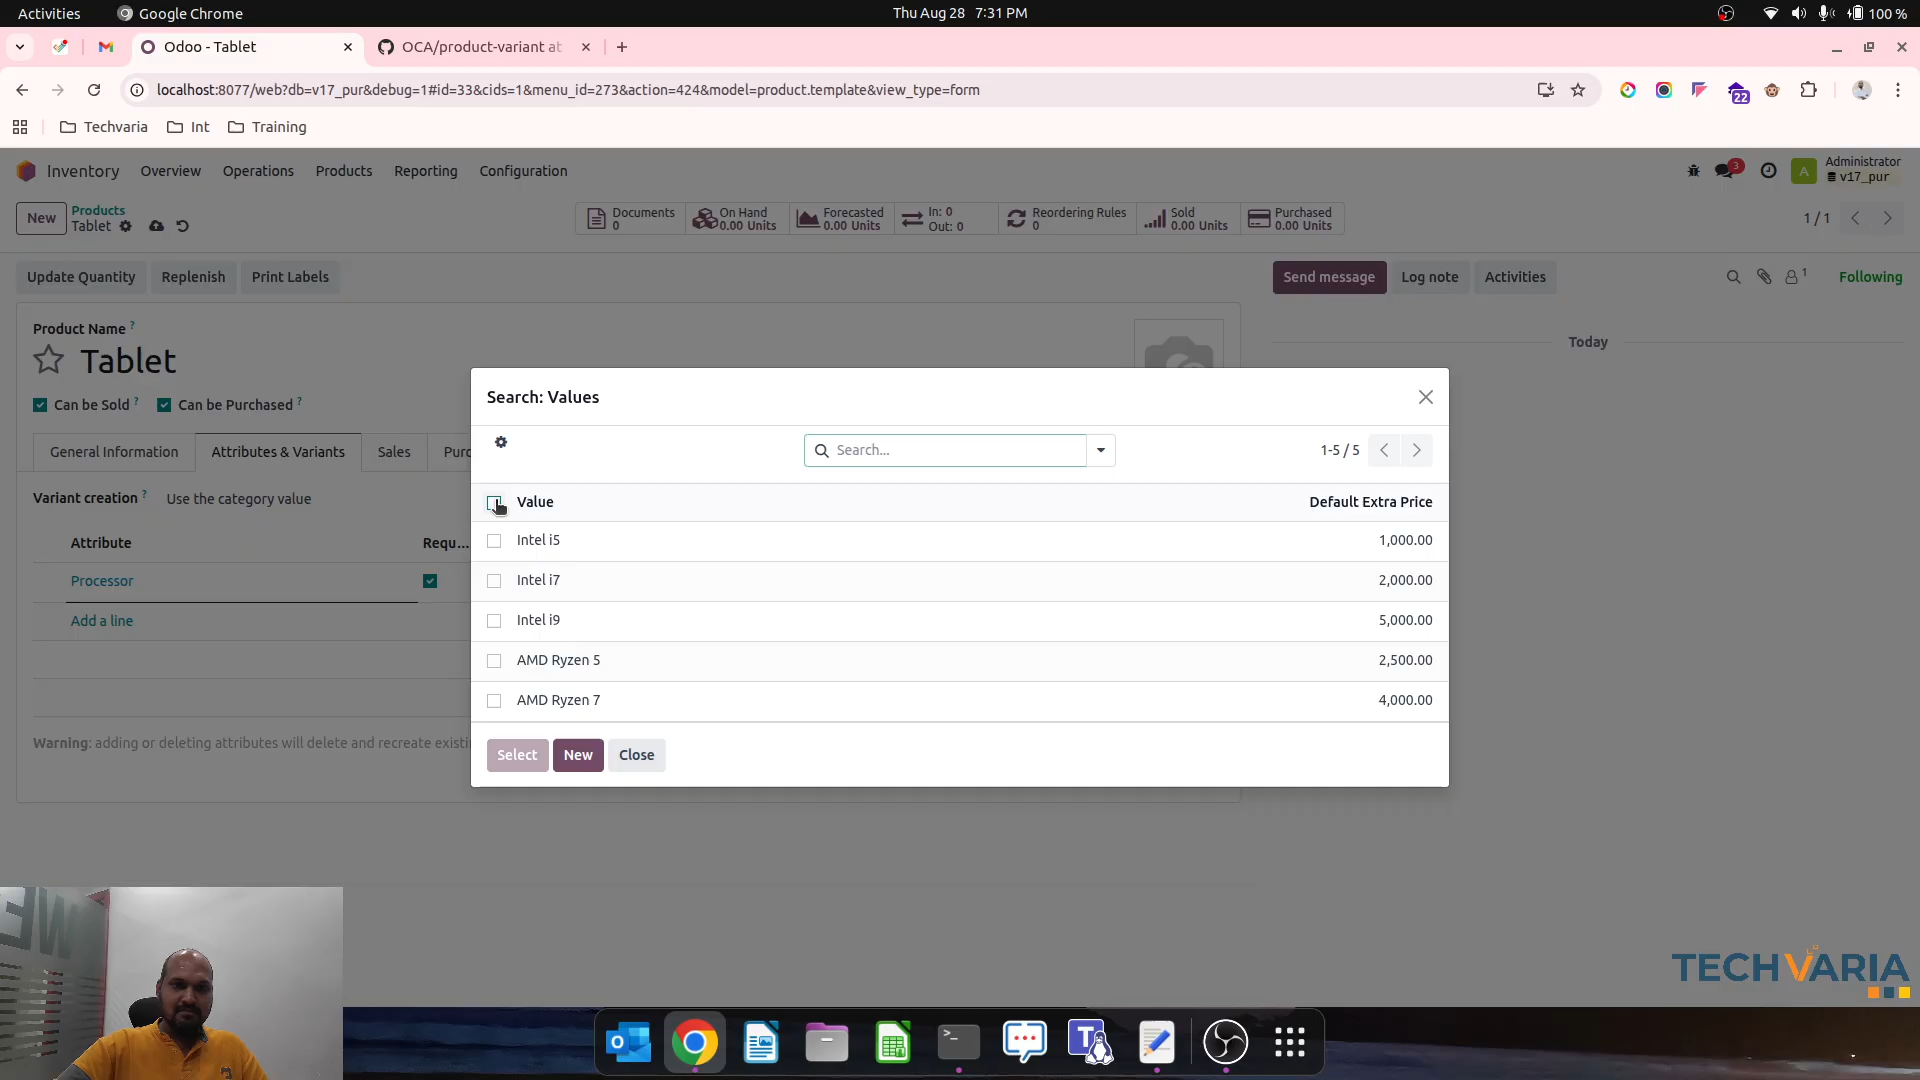 Activities
Google Chrome
Thu Aug 28 7:31 PM
100 %
Odoo - Tablet
OCA/product-variant at
localhost:8077/web?db=v17_pur&debug=1#id=33&cids=1&menu_id=273&action=424&model=product.template&view_type=form
22
Techvaria
Int
Training
Inventory
Overview
Operations
Products
Reporting
Configuration
3
A
Administrator
v17_pur
New
Products
Tablet
Documents
0
On Hand
0.00 Units
Forecasted
0.00 Units
In: 0
Out: 0
Reordering Rules
0
Sold
0.00 Units
Purchased
0.00 Units
1 / 1
Update Quantity
Replenish
Print Labels
Send message
Log note
Activities
1
Following
Product Name ?
Tablet
Today
Can be Sold ?
Can be Purchased ?
General Information
Attributes & Variants
Sales
Purc
Variant creation ?
Use the category value
Attribute
Requ...
Processor
Add a line
Warning: adding or deleting attributes will delete and recreate existi
Search: Values
Search...
1-5 / 5
Value
Default Extra Price
Intel i5
1,000.00
Intel i7
2,000.00
Intel i9
5,000.00
AMD Ryzen 5
2,500.00
AMD Ryzen 7
4,000.00
Select
New
Close
TECHVARIA